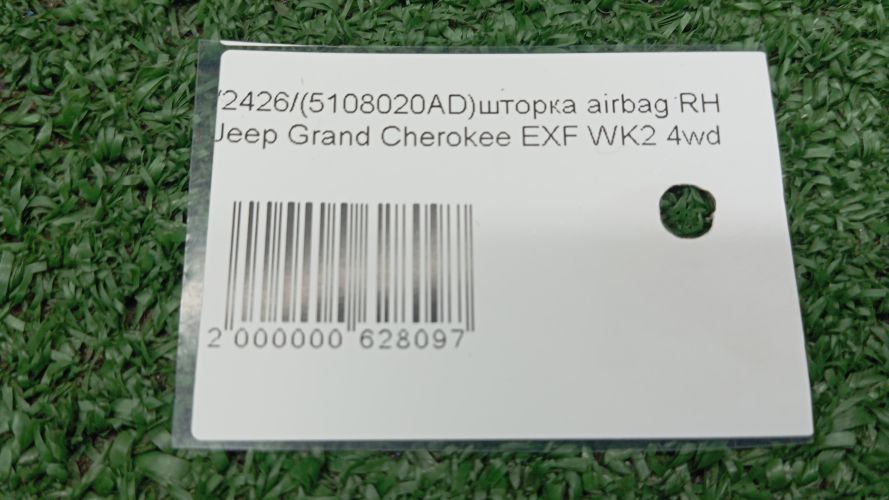 /2426/(5108020AD)шторка airbag RH
Jeep Grand Cherokee EXF WK2 4wd
2 000000 628097